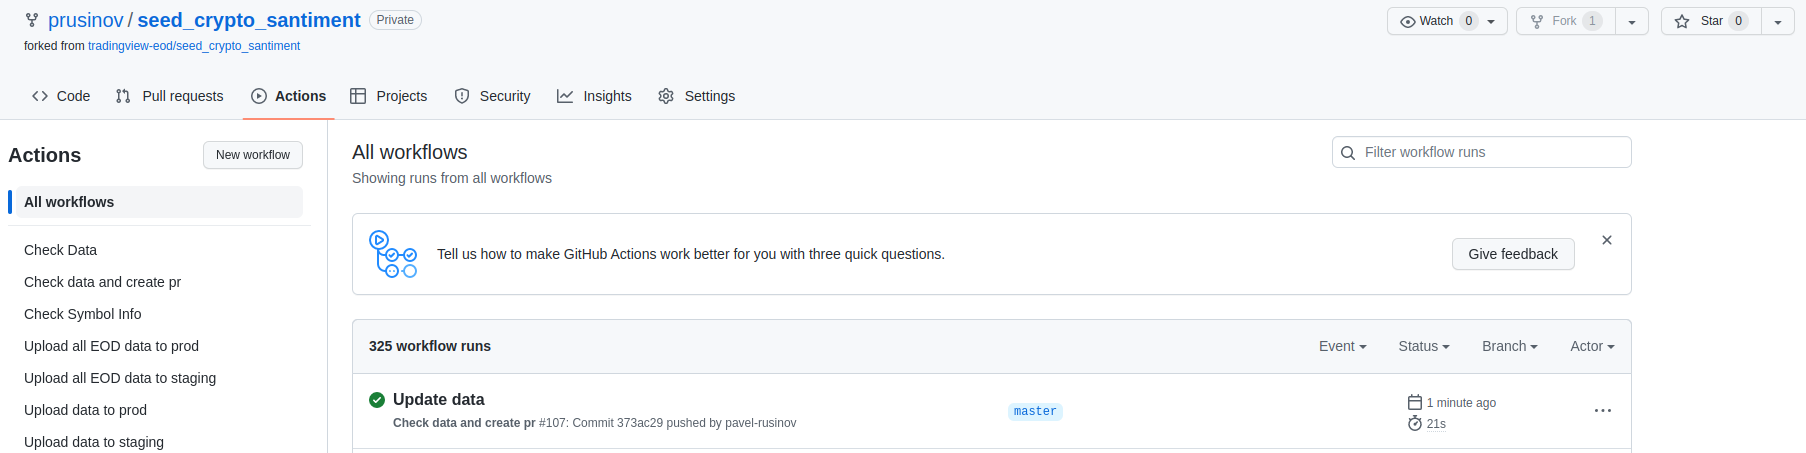 prusinov / seed_crypto_santiment Private
Watch 0 Fork 1 Star 0
forked from tradingview-eod/seed_crypto_santiment
Code Pull requests Actions Projects Security Insights Settings
Actions New workflow
All workflows
Check Data
Check data and create pr
Check Symbol Info
Upload all EOD data to prod
Upload all EOD data to staging
Upload data to prod
Upload data to staging
All workflows
Showing runs from all workflows
Filter workflow runs
Tell us how to make GitHub Actions work better for you with three quick questions. Give feedback
325 workflow runs Event Status Branch Actor
Update data
Check data and create pr #107: Commit 373ac29 pushed by pavel-rusinov
master
1 minute ago
21s